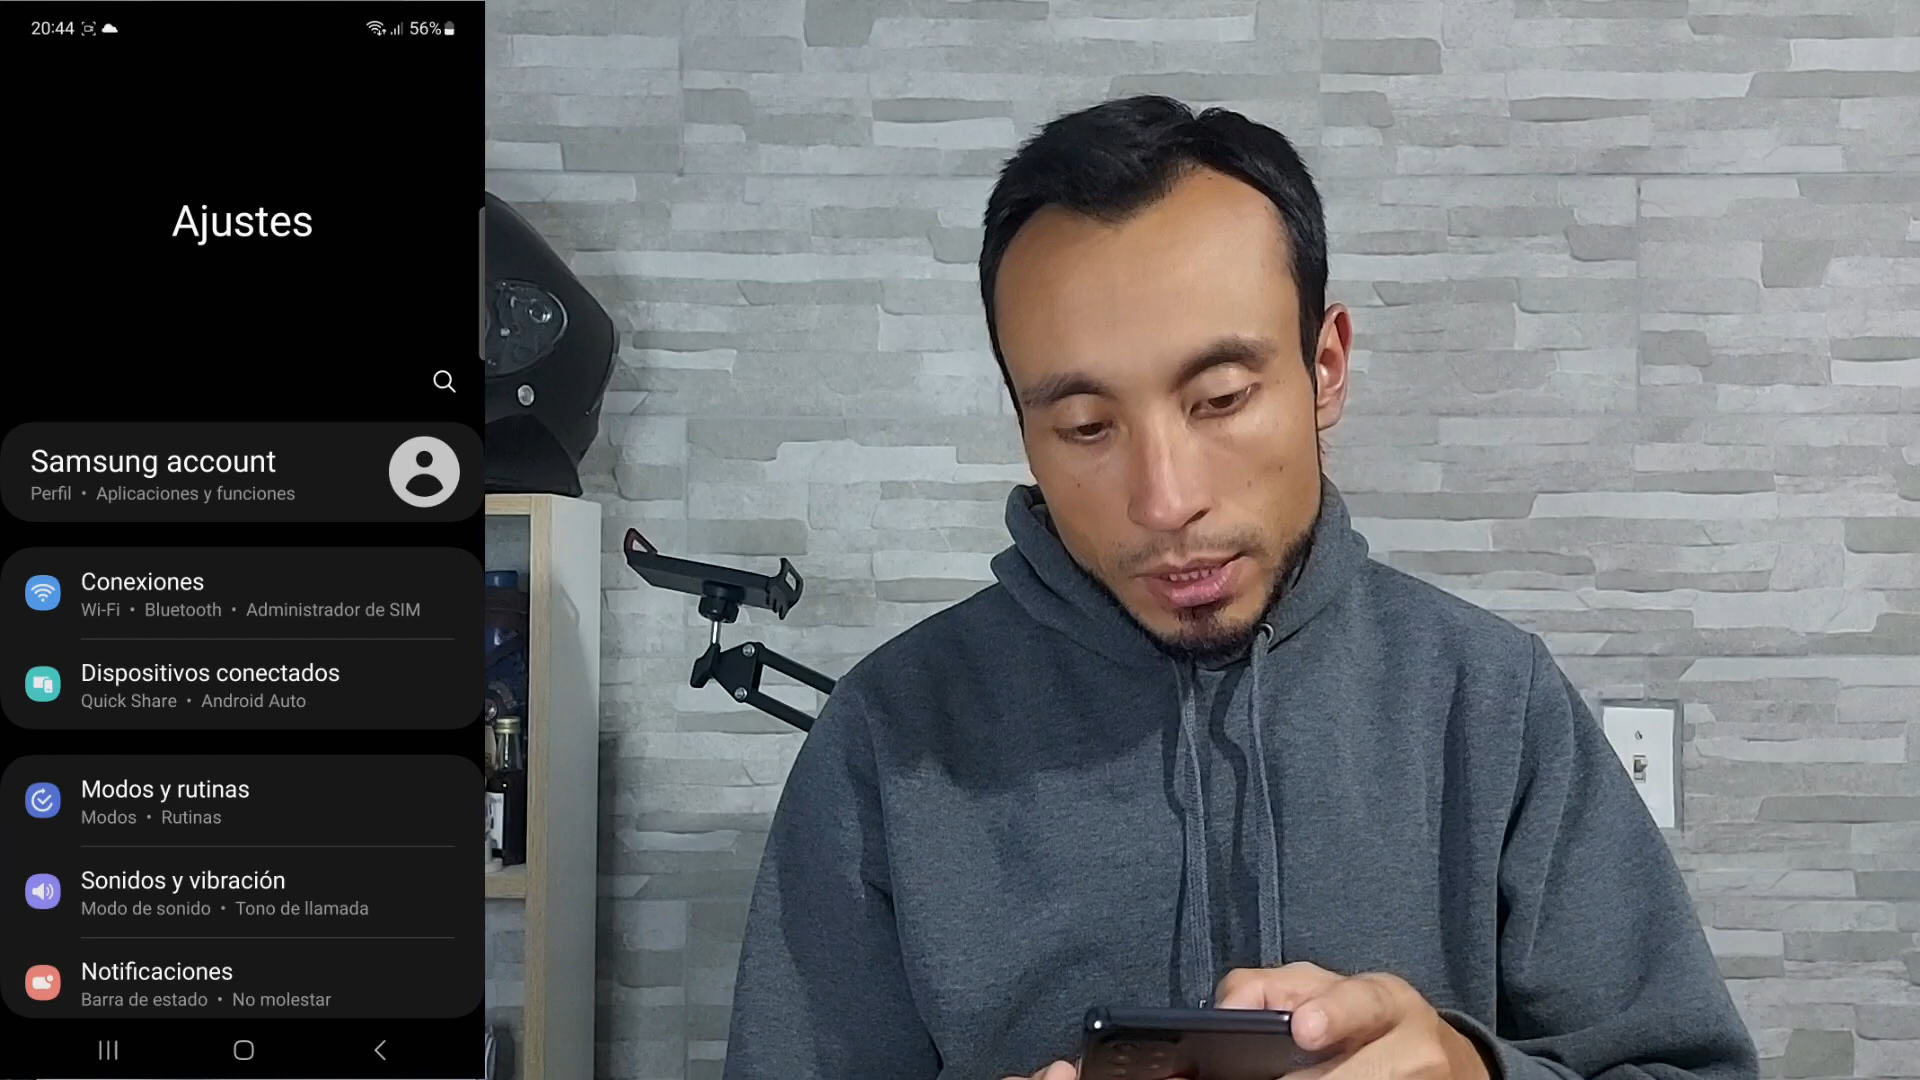 20:44
56%
Ajustes
Samsung account
Perfil • Aplicaciones y funciones
Conexiones
Wi-Fi • Bluetooth • Administrador de SIM
Dispositivos conectados
Quick Share • Android Auto
Modos y rutinas
Modos • Rutinas
Sonidos y vibración
Modo de sonido • Tono de llamada
Notificaciones
Barra de estado • No molestar